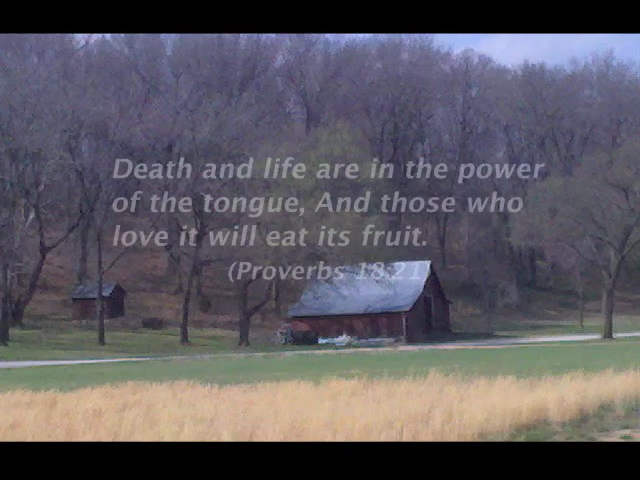 Death and life are in the power
of the tongue, And those who
love it will eat its fruit.
(Proverbs 18:21)